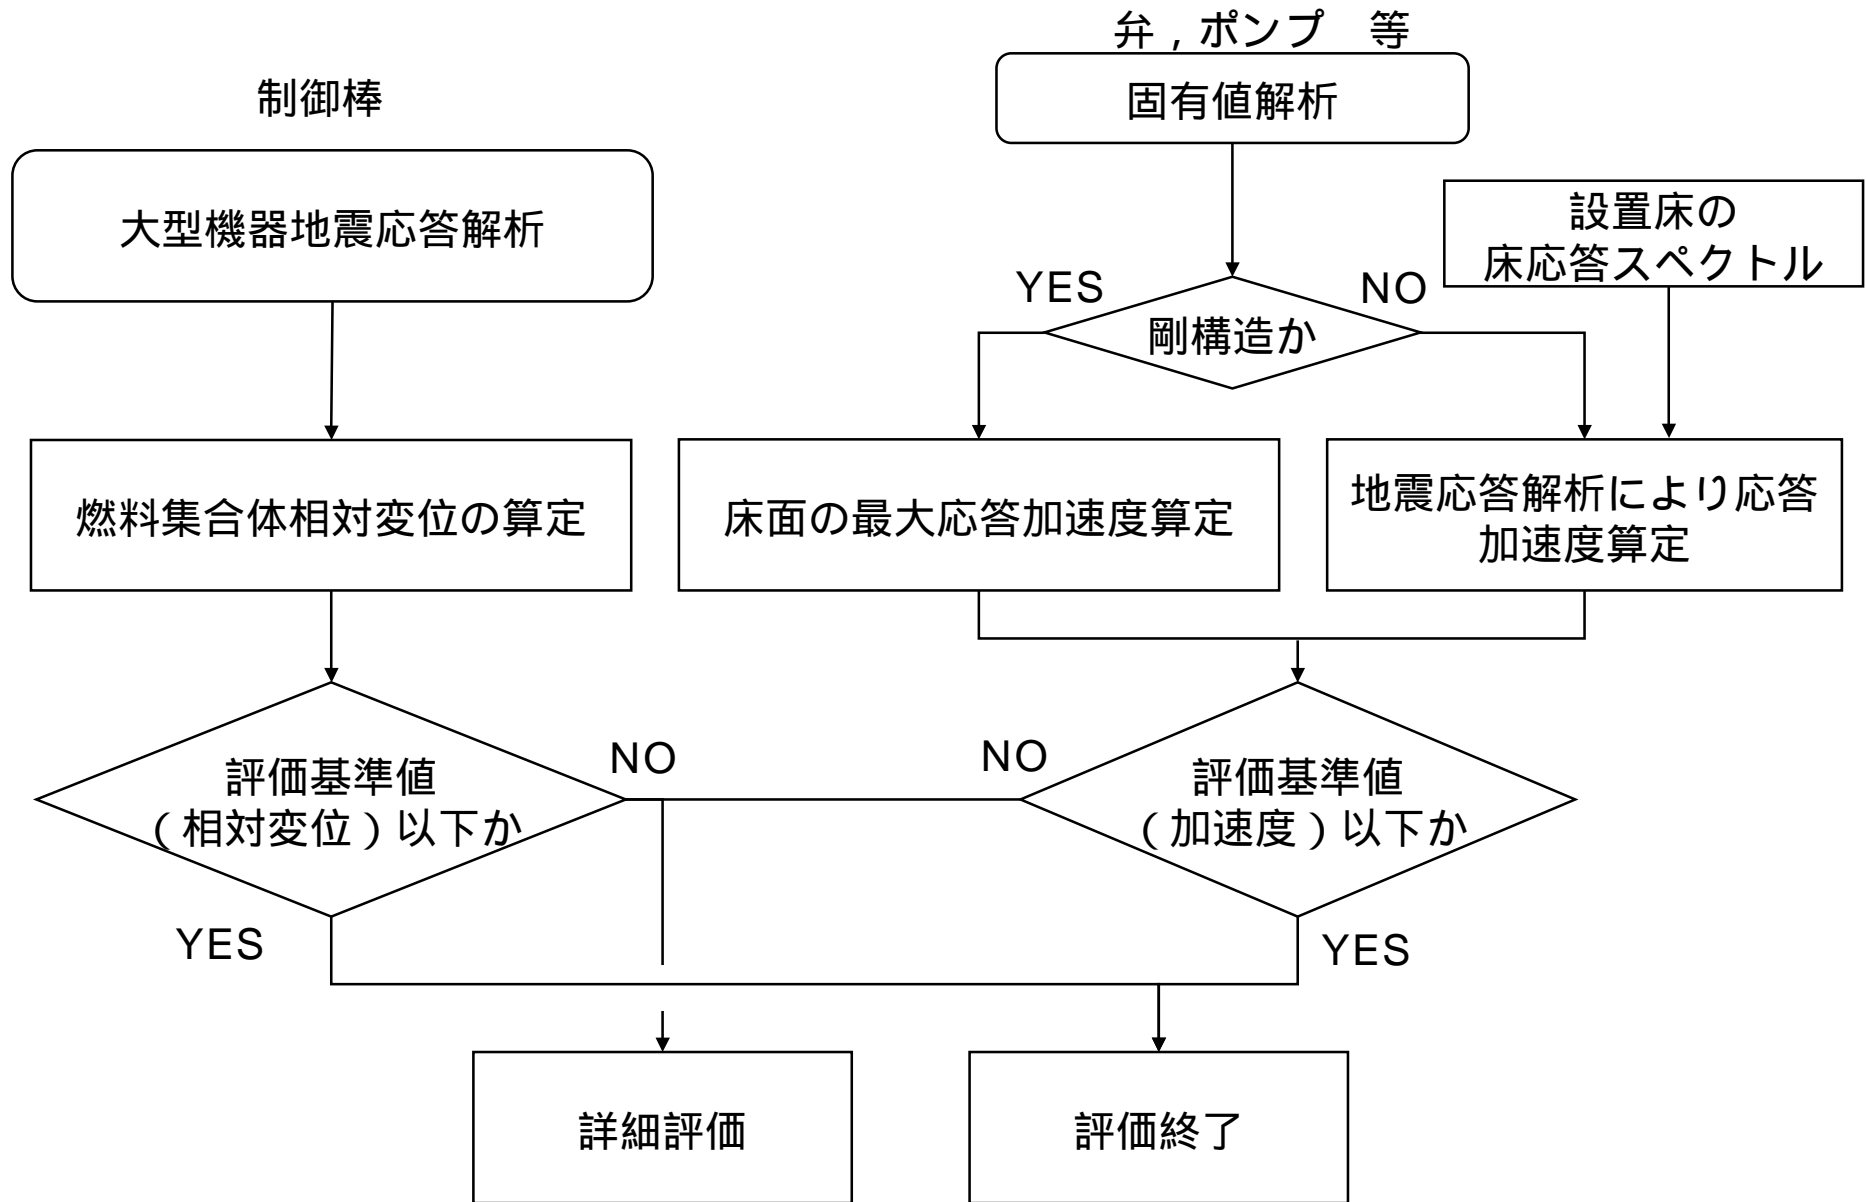 弁，ポンプ　等
固有値解析
制御棒
大型機器地震応答解析
設置床の
床応答スペクトル
YES
NO
剛構造か
燃料集合体相対変位の算定
床面の最大応答加速度算定
地震応答解析により応答
加速度算定
評価基準値
（相対変位）以下か
NO
NO
評価基準値
（加速度）以下か
YES
YES
詳細評価
評価終了